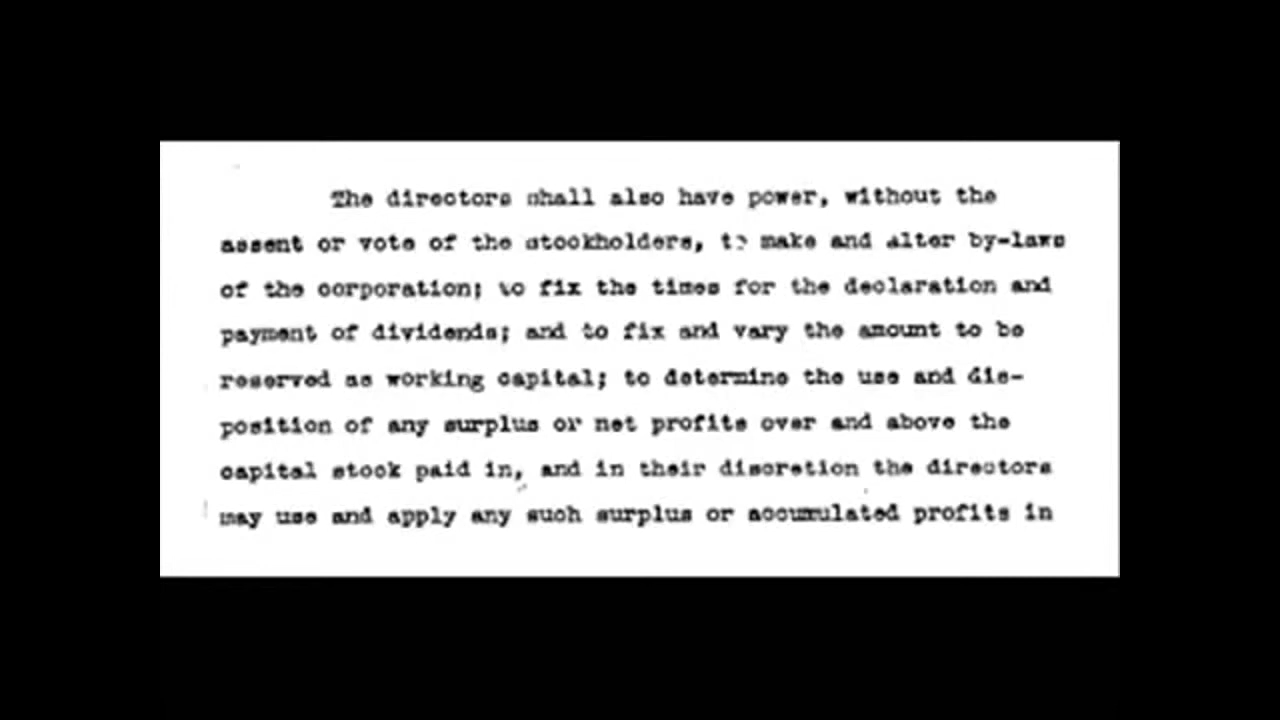 The directors shall also have power, without the
assent or vote of the stockholders, to make and alter by-laws
of the corporation; to fix the times for the declaration and
payment of dividends; and to fix and vary the amount to be
reserved as working capital; to determine the use and dis-
position of any surplus or net profits over and above the
capital stock paid in, and in their discretion the directors
may use and apply any such surplus or accumulated profits in